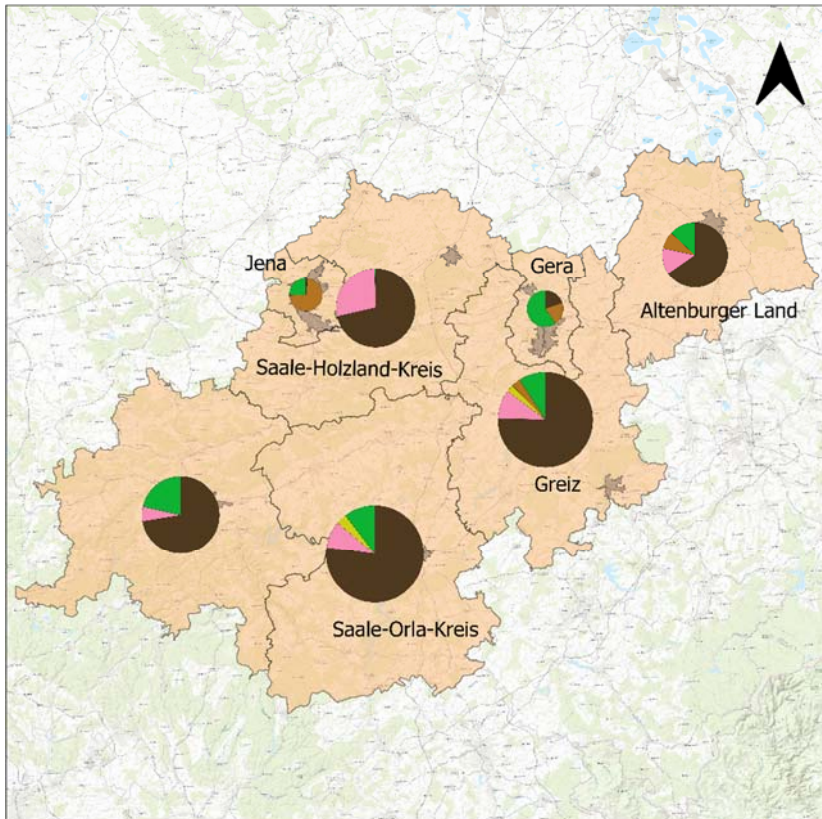 Jena
Gera
Altenburger Land
Saale-Holzland-Kreis
Greiz
Saale-Orla-Kreis